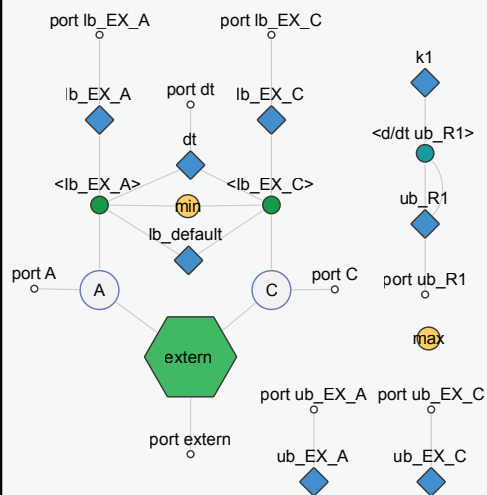 port lb_EX_A
port lb_EX_C
k1
lb_EX_A
port dt
lb_EX_C
<d/dt ub_R1>
dt
<lb_EX_A>
<lb_EX_C>
ub_R1
min
lb_default
port A
A
C
port C
port ub_R1
max
extern
port ub_EX_A
port ub_EX_C
port extern
ub_EX_A
ub_EX_C